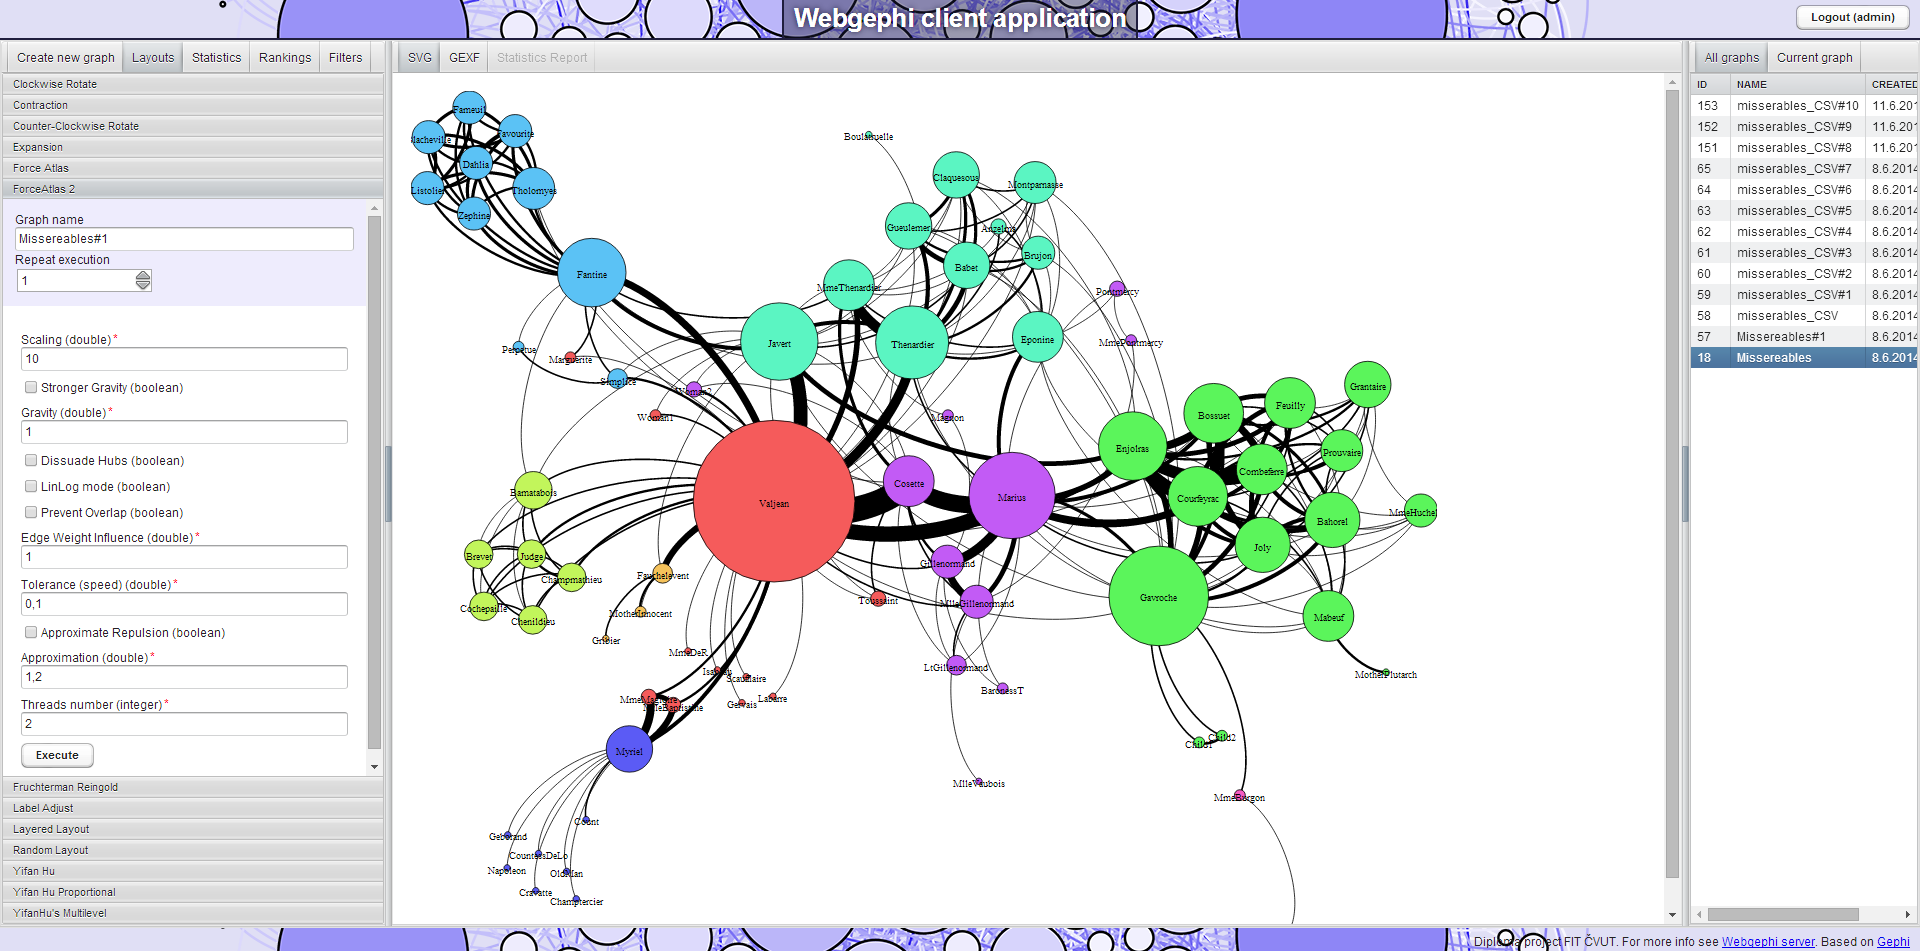 Webgephi client application
Logout (admin)
Create new graph
Layouts
Statistics
Rankings
Filters
SVG
GEXF
Statistics Report
All graphs
Current graph
Clockwise Rotate
Contraction
Counter-Clockwise Rotate
Expansion
Force Atlas
ForceAtlas 2
Graph name
Missereables#1
Repeat execution
1
Scaling (double)*
10
Stronger Gravity (boolean)
Gravity (double)*
1
Dissuade Hubs (boolean)
LinLog mode (boolean)
Prevent Overlap (boolean)
Edge Weight Influence (double)*
1
Tolerance (speed) (double)*
0,1
Approximate Repulsion (boolean)
Approximation (double)*
1,2
Threads number (integer)*
2
Execute
Fruchterman Reingold
Label Adjust
Layered Layout
Random Layout
Yifan Hu
Yifan Hu Proportional
YifanHu's Multilevel
Fameuil
Favourite
Blacheville
Dahlia
Listolier
Tholomyes
Zephine
Fantine
Boulatruelle
Claquesous
Montparnasse
Gueulemer
Anzelma
Brujon
Babet
MmeThenardier
Pontmercy
Javert
Thenardier
Eponine
MmePontmercy
Perpetue
Marguerite
Simplice
Woman2
Woman1
Magnon
Grantaire
Feuilly
Bossuet
Enjolras
Prouvaire
Combeferre
Courfeyrac
MmeHuchel
Bahorel
Joly
Cosette
Marius
Valjean
Bamatabois
Brevet
Judge
Champmathieu
Cochepaille
Chenildieu
Fauchelevent
MotherInnocent
Gribier
Gillenormand
MlleGillenormand
Toussaint
Gavroche
Mabeuf
MotherPlutarch
MmeDeR
Isabeau
Scaufflaire
Gervais
Labarre
LtGillenormand
BaronessT
MmeMagloire
MlleBaptistine
Myriel
Child1
Child2
MlleVaubois
MmeBurgon
Count
Geborand
CountessDeLo
Napoleon
OldMan
Cravatte
Champtercier
ID NAME CREATED
153 misserables_CSV#10 11.6.201
152 misserables_CSV#9 11.6.201
151 misserables_CSV#8 11.6.201
65 misserables_CSV#7 8.6.2014
64 misserables_CSV#6 8.6.2014
63 misserables_CSV#5 8.6.2014
62 misserables_CSV#4 8.6.2014
61 misserables_CSV#3 8.6.2014
60 misserables_CSV#2 8.6.2014
59 misserables_CSV#1 8.6.2014
58 misserables_CSV 8.6.2014
57 Missereables#1 8.6.2014
18 Missereables 8.6.2014
Diploma project FIT ČVUT. For more info see Webgephi server. Based on Gephi